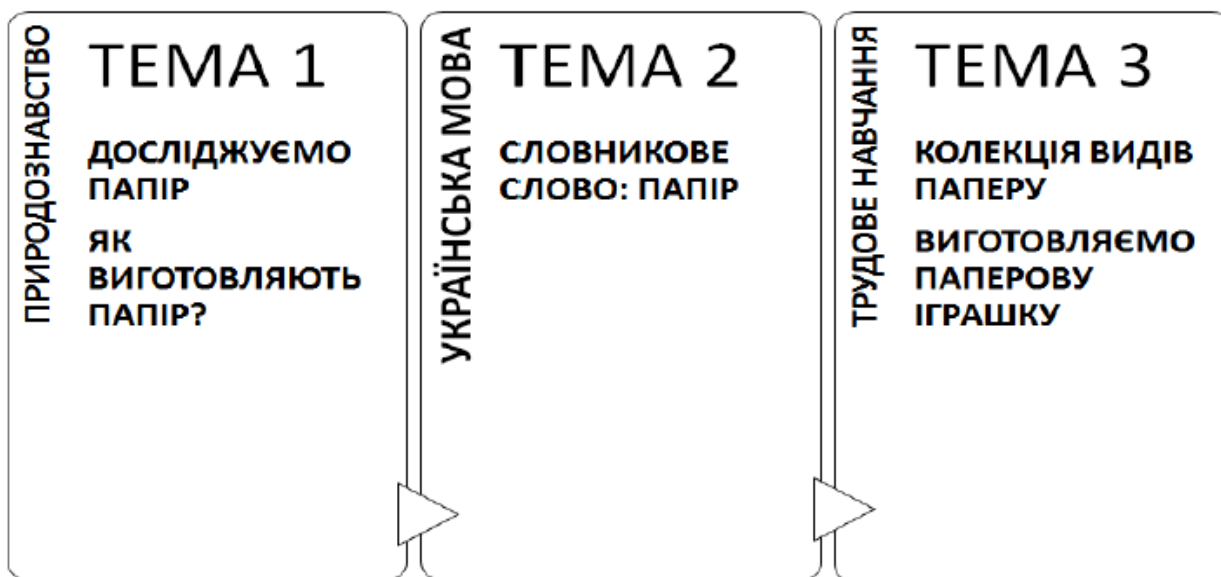 ПРИРОДОЗНАВСТВО
ТЕМА 1
ДОСЛІДЖУЄМО
ПАПІР
ЯК
ВИГОТОВЛЯЮТЬ
ПАПІР?
УКРАЇНСЬКА МОВА
ТЕМА 2
СЛОВНИКОВЕ
СЛОВО: ПАПІР
ТРУДОВЕ НАВЧАННЯ
ТЕМА 3
КОЛЕКЦІЯ ВИДІВ
ПАПЕРУ
ВИГОТОВЛЯЄМО
ПАПЕРОВУ
ІГРАШКУ